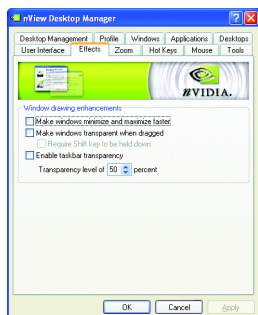 nView Desktop Manager
Desktop Management Profile Windows Applications Desktops
User Interface Effects Zoom Hot Keys Mouse Tools
nVIDIA.
Window drawing enhancements
Make windows minimize and maximize faster
Make windows transparent when dragged
Require Shift key to be held down
Enable taskbar transparency
Transparency level of 50 percent
OK Cancel Apply